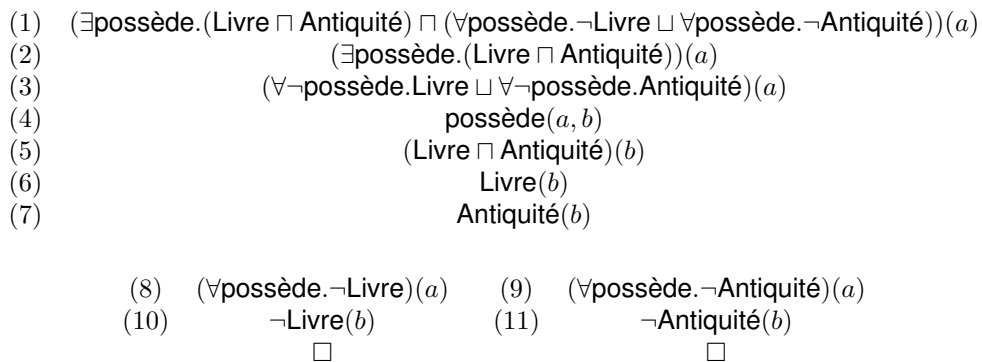 (1) (∃possède.(Livre ⊓ Antiquité) ⊓ (∀possède.¬Livre ⊔ ∀possède.¬Antiquité))(a)
(2) (∃possède.(Livre ⊓ Antiquité))(a)
(3) (∀¬possède.Livre ⊔ ∀¬possède.Antiquité)(a)
(4) possède(a, b)
(5) (Livre ⊓ Antiquité)(b)
(6) Livre(b)
(7) Antiquité(b)
(8) (∀possède.¬Livre)(a) (9) (∀possède.¬Antiquité)(a)
(10) ¬Livre(b) (11) ¬Antiquité(b)
□ □